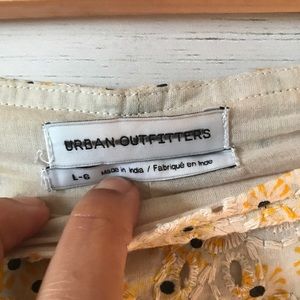 URBAN OUTFITTERS
L-G Made in India / Fabriqué en Inde